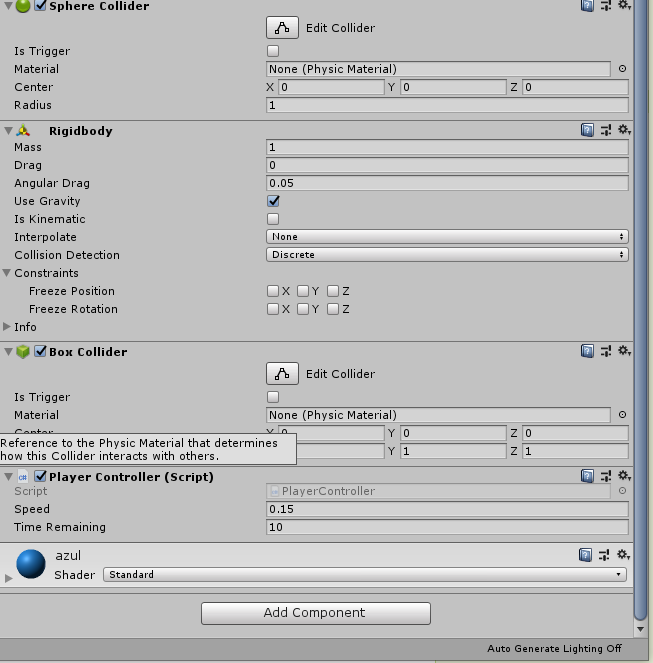 Sphere Collider
Edit Collider
Is Trigger
Material None (Physic Material)
Center X 0 Y 0 Z 0
Radius 1
Rigidbody
Mass 1
Drag 0
Angular Drag 0.05
Use Gravity
Is Kinematic
Interpolate None
Collision Detection Discrete
Constraints
Freeze Position X Y Z
Freeze Rotation X Y Z
Info
Box Collider
Edit Collider
Is Trigger
Material None (Physic Material)
Center X 0 Y 0 Z 0
Reference to the Physic Material that determines
how this Collider interacts with others.
Y 1 Z 1
Player Controller (Script)
Script PlayerController
Speed 0.15
Time Remaining 10
azul
Shader Standard
Add Component
Auto Generate Lighting Off